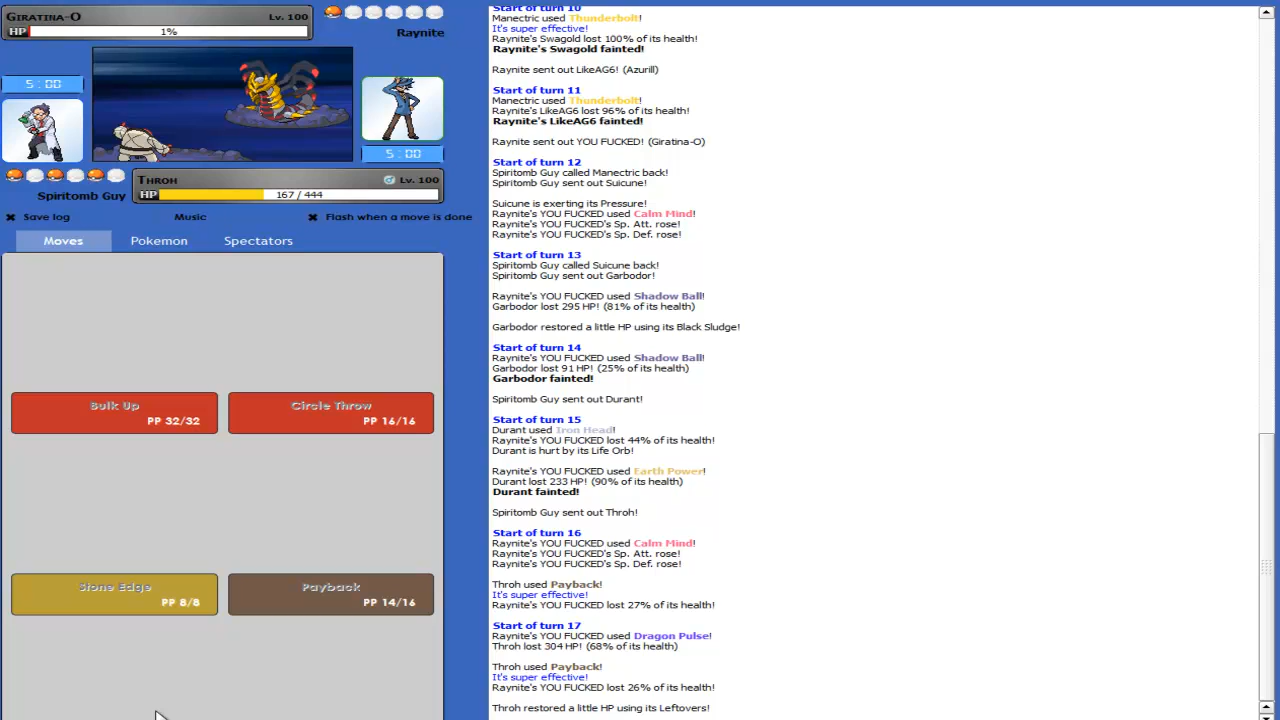 GIRATINA-O Lv. 100
HP 1%
Raynite
5:00
5:00
THROH Lv. 100
HP 167 / 444
Spiritomb Guy
Save log Music Flash when a move is done
Moves Pokemon Spectators
Bulk Up
PP 32/32
Circle Throw
PP 16/16
Stone Edge
PP 8/8
Payback
PP 14/16
Start of turn 10
Manectric used Thunderbolt!
It's super effective!
Raynite's Swagold lost 100% of its health!
Raynite's Swagold fainted!
Raynite sent out LikeAG6! (Azurill)
Start of turn 11
Manectric used Thunderbolt!
Raynite's LikeAG6 lost 96% of its health!
Raynite's LikeAG6 fainted!
Raynite sent out YOU FUCKED! (Giratina-O)
Start of turn 12
Spiritomb Guy called Manectric back!
Spiritomb Guy sent out Suicune!
Suicune is exerting its Pressure!
Raynite's YOU FUCKED used Calm Mind!
Raynite's YOU FUCKED's Sp. Att. rose!
Raynite's YOU FUCKED's Sp. Def. rose!
Start of turn 13
Spiritomb Guy called Suicune back!
Spiritomb Guy sent out Garbodor!
Raynite's YOU FUCKED used Shadow Ball!
Garbodor lost 295 HP! (81% of its health)
Garbodor restored a little HP using its Black Sludge!
Start of turn 14
Raynite's YOU FUCKED used Shadow Ball!
Garbodor lost 91 HP! (25% of its health)
Garbodor fainted!
Spiritomb Guy sent out Durant!
Start of turn 15
Durant used Iron Head!
Raynite's YOU FUCKED lost 44% of its health!
Durant is hurt by its Life Orb!
Raynite's YOU FUCKED used Earth Power!
Durant lost 233 HP! (90% of its health)
Durant fainted!
Spiritomb Guy sent out Throh!
Start of turn 16
Raynite's YOU FUCKED used Calm Mind!
Raynite's YOU FUCKED's Sp. Att. rose!
Raynite's YOU FUCKED's Sp. Def. rose!
Throh used Payback!
It's super effective!
Raynite's YOU FUCKED lost 27% of its health!
Start of turn 17
Raynite's YOU FUCKED used Dragon Pulse!
Throh lost 304 HP! (68% of its health)
Throh used Payback!
It's super effective!
Raynite's YOU FUCKED lost 26% of its health!
Throh restored a little HP using its Leftovers!